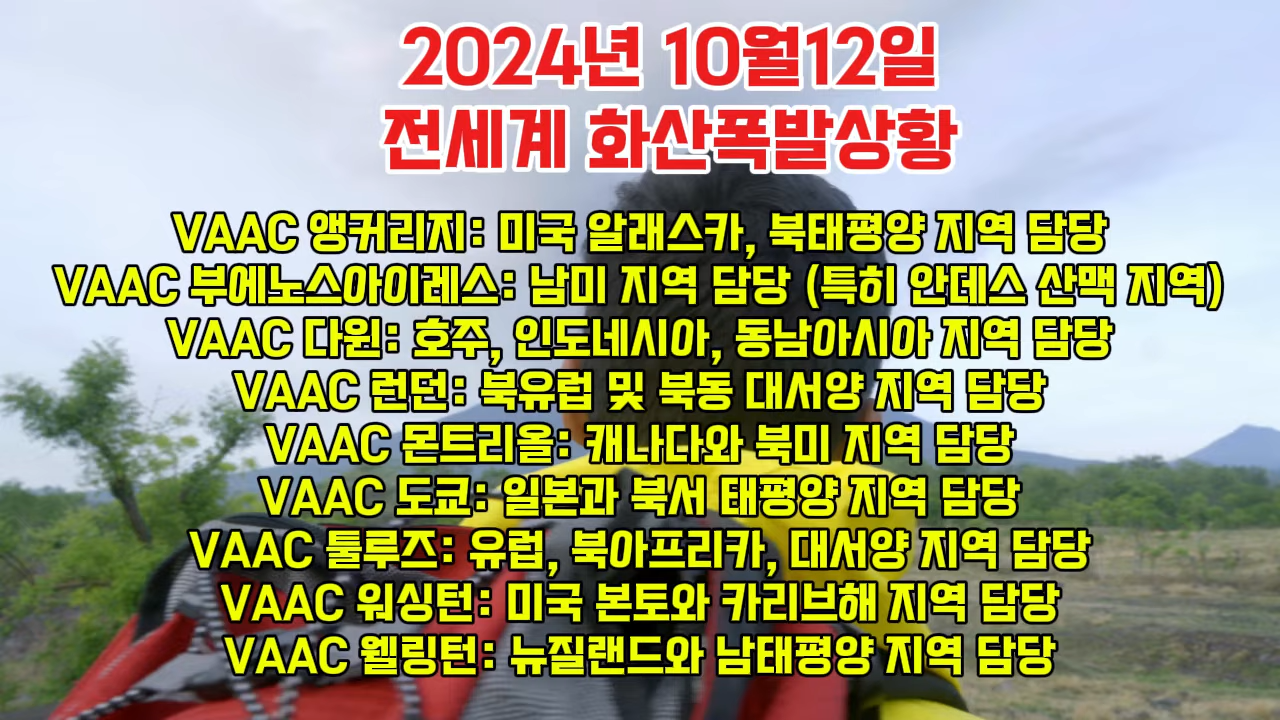 2024년 10월12일
전세계 화산폭발상황
VAAC 앵커리지: 미국 알래스카, 북태평양 지역 담당
VAAC 부에노스아이레스: 남미 지역 담당 (특히 안데스 산맥 지역)
VAAC 다윈: 호주, 인도네시아, 동남아시아 지역 담당
VAAC 런던: 북유럽 및 북동 대서양 지역 담당
VAAC 몬트리올: 캐나다와 북미 지역 담당
VAAC 도쿄: 일본과 북서 태평양 지역 담당
VAAC 툴루즈: 유럽, 북아프리카, 대서양 지역 담당
VAAC 워싱턴: 미국 본토와 카리브해 지역 담당
VAAC 웰링턴: 뉴질랜드와 남태평양 지역 담당